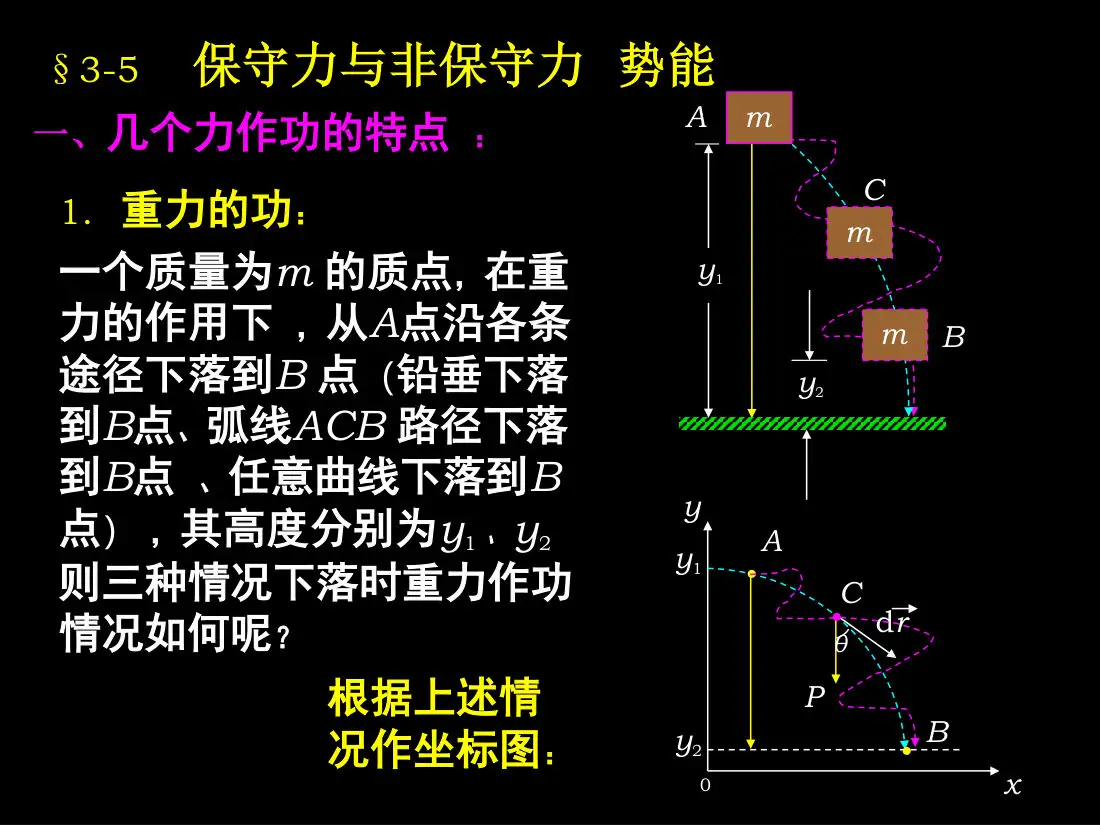 §3-5 保守力与非保守力 势能
一、几个力作功的特点 ：
1. 重力的功：
一个质量为m 的质点, 在重
力的作用下 ，从A点沿各条
途径下落到B 点（铅垂下落
到B点、弧线ACB 路径下落
到B点 、任意曲线下落到B
点），其高度分别为y₁、y₂
则三种情况下落时重力作功
情况如何呢？
根据上述情
况作坐标图：
A
m
C
m
y₁
m
B
y₂
y
A
y₁
C
dr⃗
θ
P
B
y₂
0
x